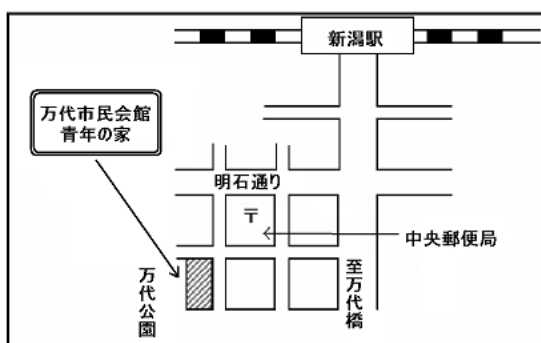 新潟駅
万代市民会館
青年の家
明石通り
〒
中央郵便局
万代公園
至万代橋